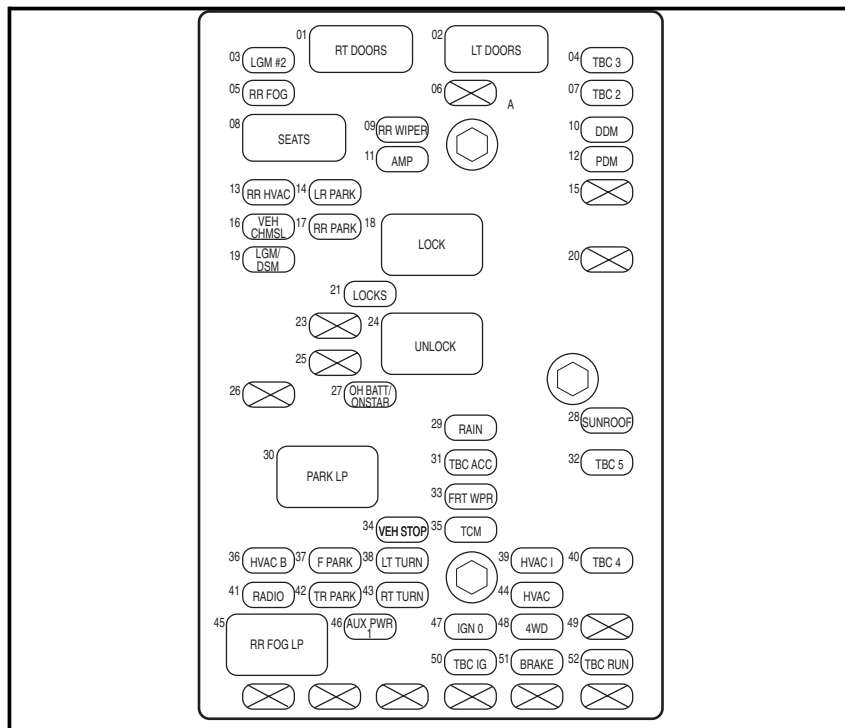 01 RT DOORS 02 LT DOORS
03 LGM #2 04 TBC 3
05 RR FOG 06 07 TBC 2
A
08 SEATS 09 RR WIPER 10 DDM
11 AMP 12 PDM
13 RR HVAC 14 LR PARK 15
16 VEH
CHMSL 17 RR PARK 18 LOCK
19 LGM/
DSM 20
21 LOCKS
23 24 UNLOCK
25
26 27 OH BATT/
ONSTAR
28 SUNROOF
29 RAIN
30 PARK LP 31 TBC ACC 32 TBC 5
33 FRT WPR
34 VEH STOP 35 TCM
36 HVAC B 37 F PARK 38 LT TURN 39 HVAC I 40 TBC 4
41 RADIO 42 TR PARK 43 RT TURN 44 HVAC
45 RR FOG LP 46 AUX PWR
1 47 IGN 0 48 4WD 49
50 TBC IG 51 BRAKE 52 TBC RUN